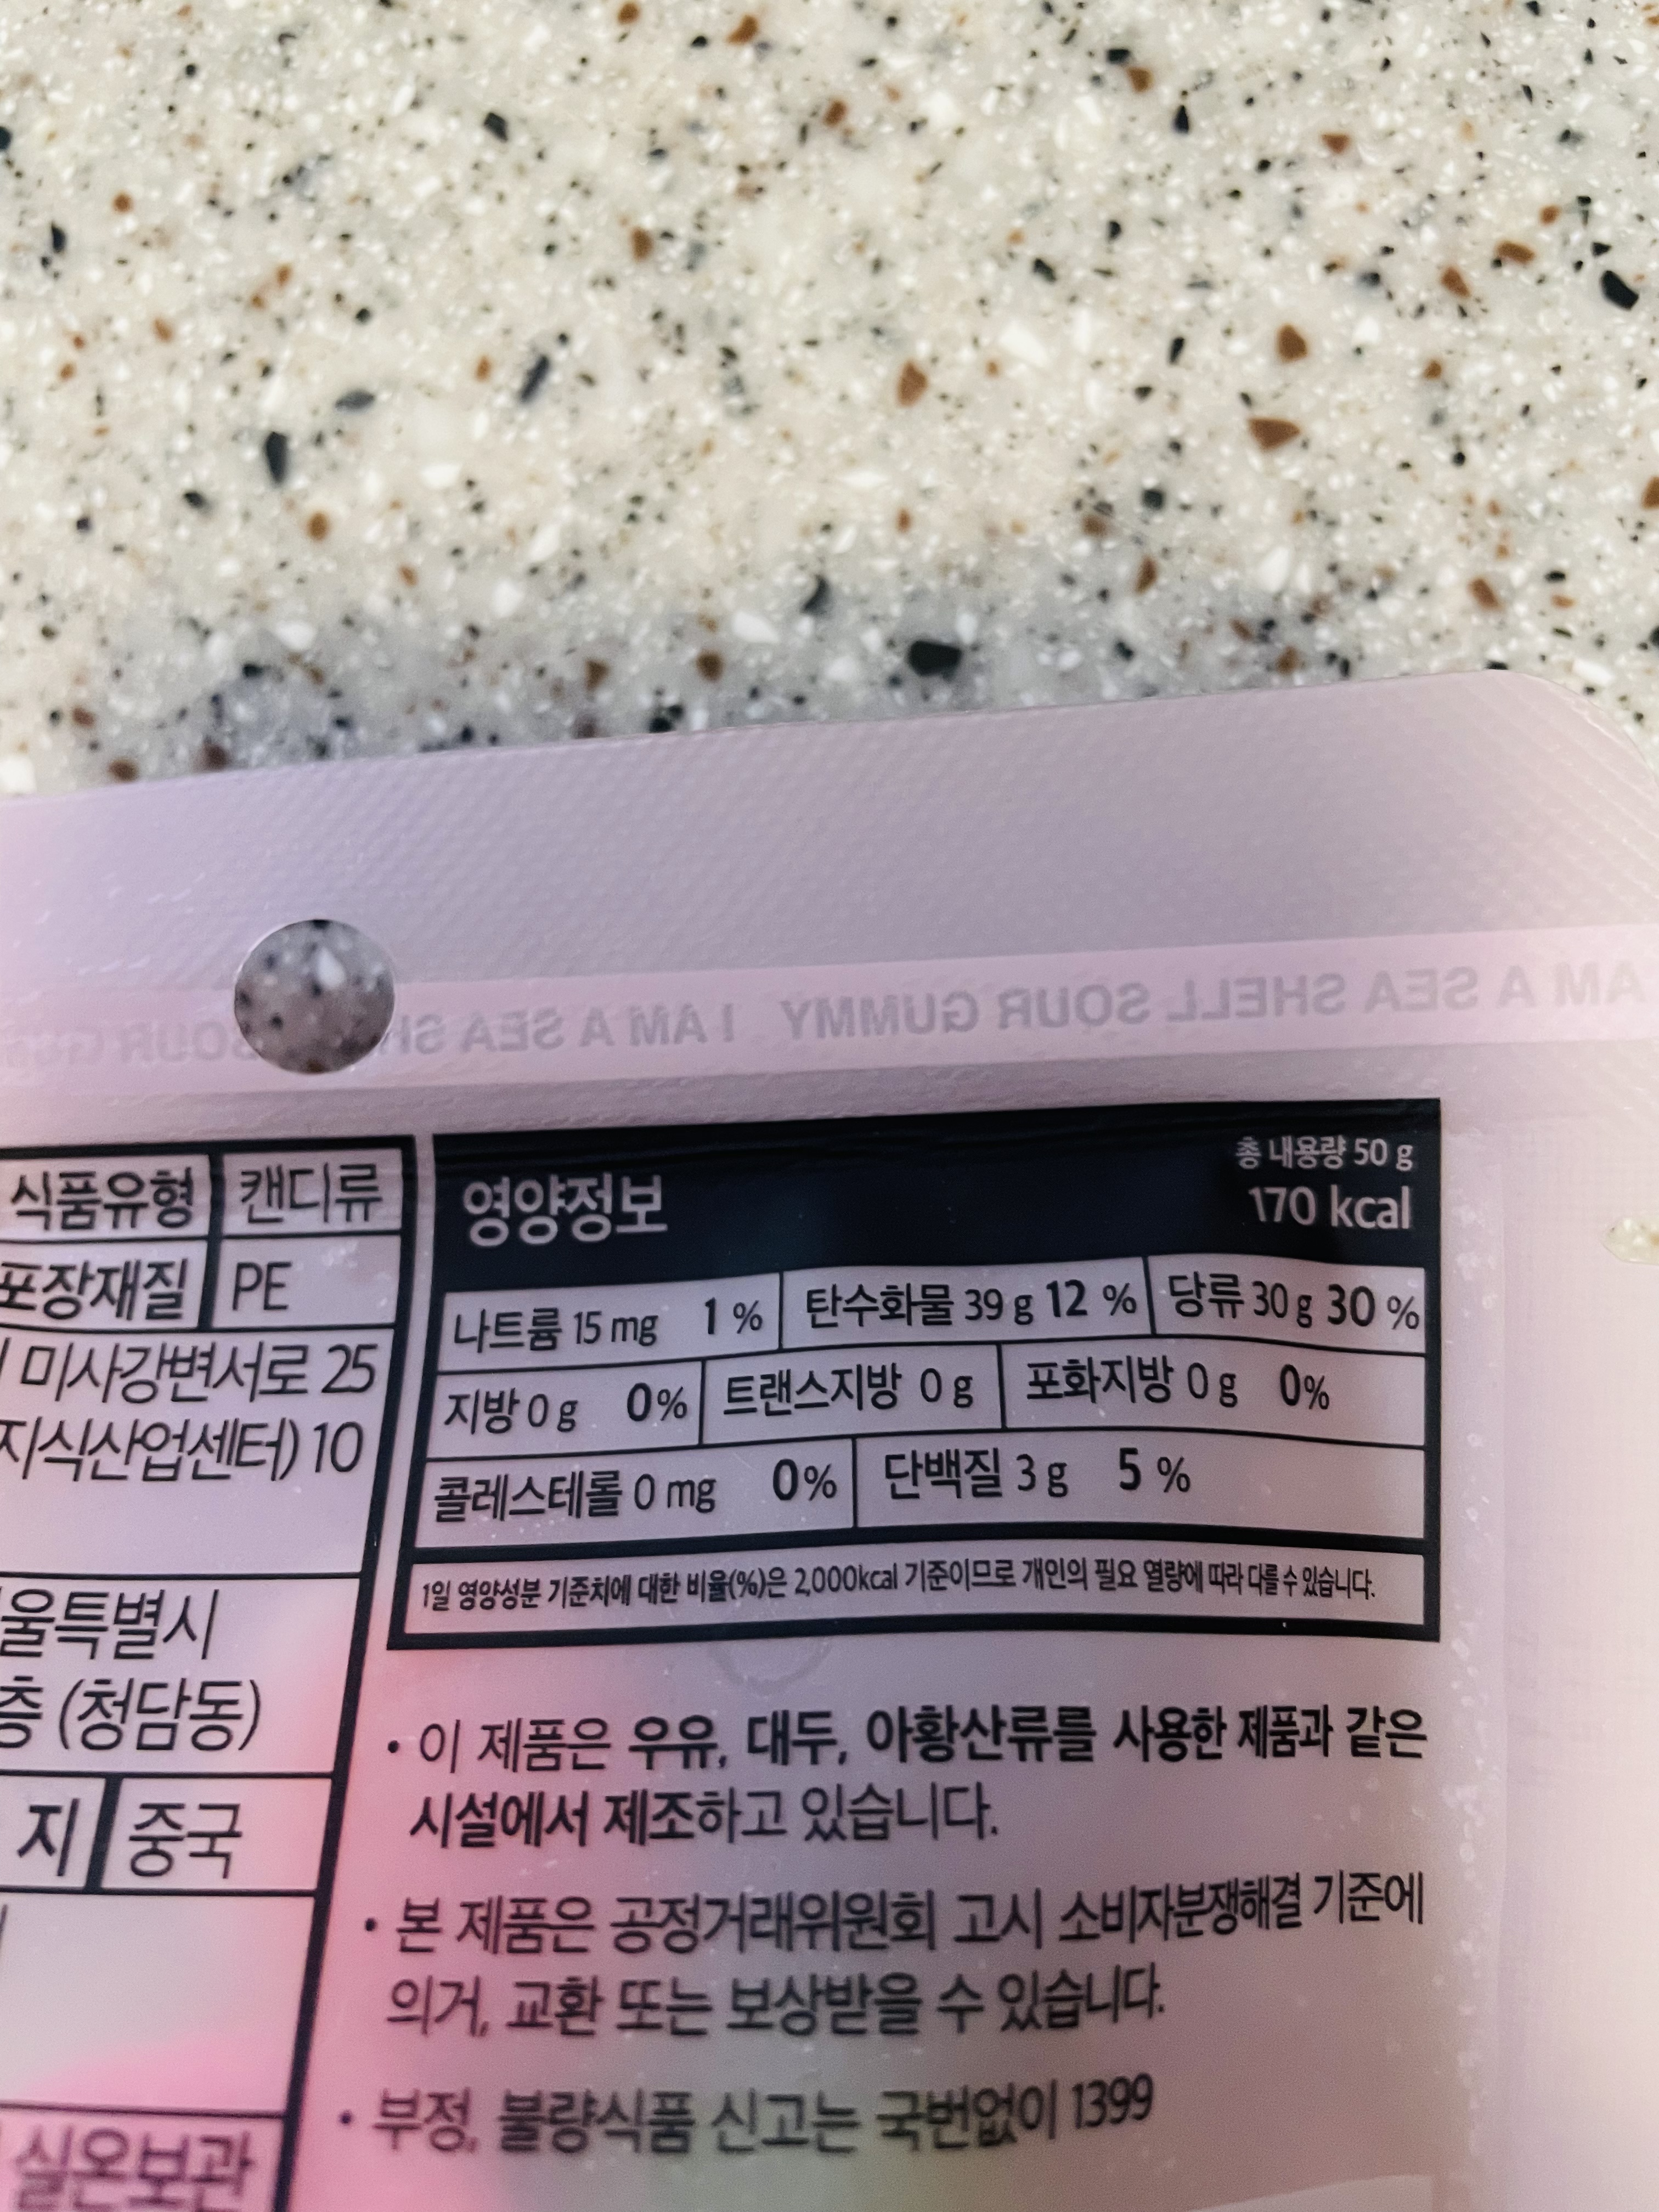 I AM A SEA SHELL SOUR GUMMY I AM A SEA SH SOUR
식품유형 캔디류
포장재질 PE
미사강변서로 25
지식산업센터) 10
울특별시
층 (청담동)
지 중국
실온보관
영양정보
총 내용량 50 g
170 kcal
나트륨 15 mg 1 % 탄수화물 39 g 12 % 당류 30 g 30 %
지방 0 g 0% 트랜스지방 0 g 포화지방 0 g 0%
콜레스테롤 0 mg 0% 단백질 3 g 5 %
1일 영양성분 기준치에 대한 비율(%)은 2,000kcal 기준이므로 개인의 필요 열량에 따라 다를 수 있습니다.
• 이 제품은 우유, 대두, 아황산류를 사용한 제품과 같은
시설에서 제조하고 있습니다.
• 본 제품은 공정거래위원회 고시 소비자분쟁해결 기준에
의거, 교환 또는 보상받을 수 있습니다.
• 부정, 불량식품 신고는 국번없이 1399